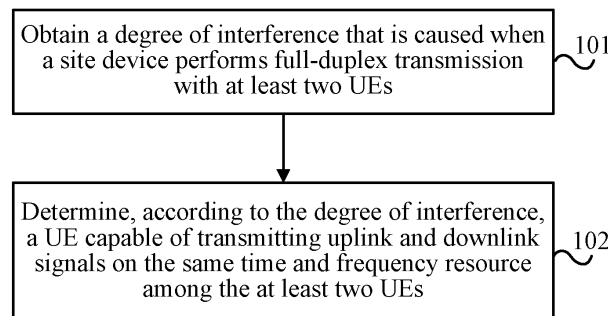 Obtain a degree of interference that is caused when
a site device performs full-duplex transmission
with at least two UEs
101
Determine, according to the degree of interference,
a UE capable of transmitting uplink and downlink
signals on the same time and frequency resource
among the at least two UEs
102